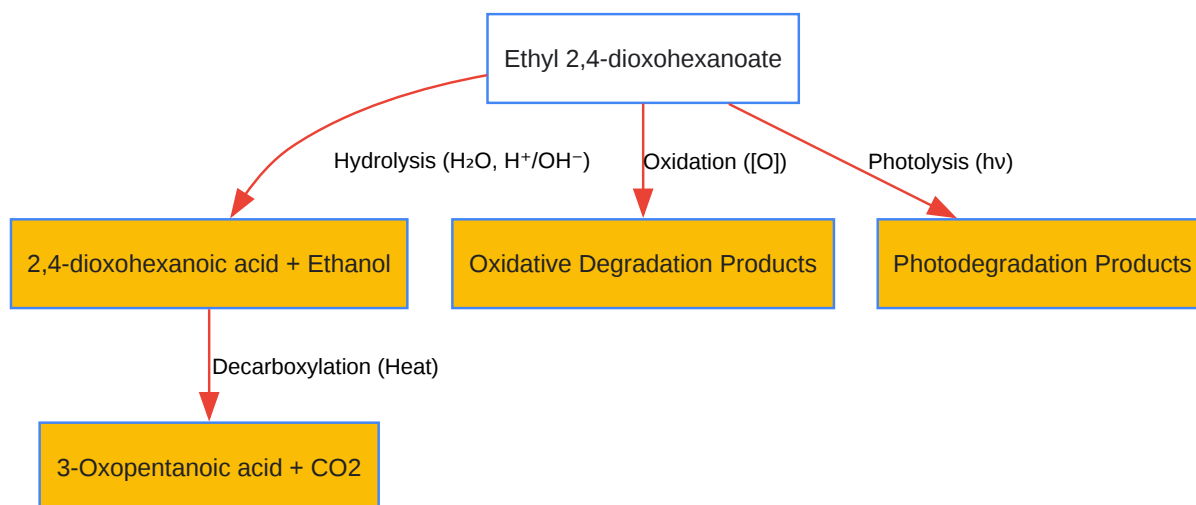 Ethyl 2,4-dioxohexanoate
Hydrolysis (H₂O, H⁺/OH⁻)
Oxidation ([O])
Photolysis (hν)
2,4-dioxohexanoic acid + Ethanol
Oxidative Degradation Products
Photodegradation Products
Decarboxylation (Heat)
3-Oxopentanoic acid + CO2